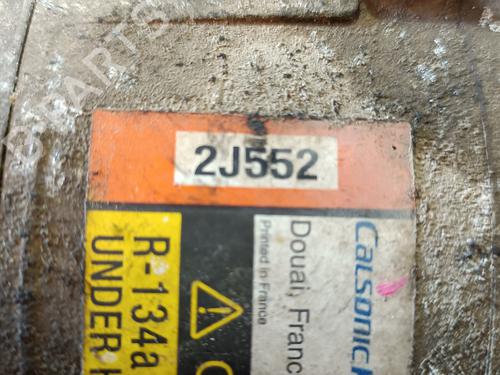 2J552
Calsonic
Douai, Franc
Printed in France
R-134a
UNDER